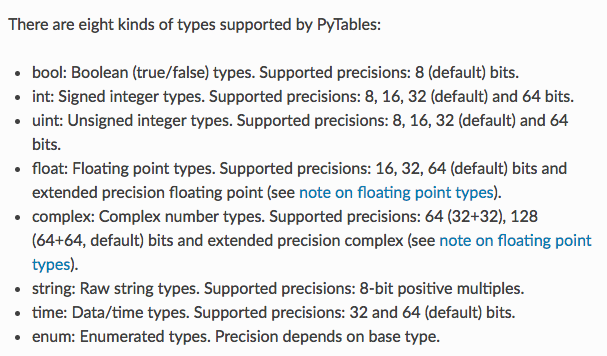 There are eight kinds of types supported by PyTables:
• bool: Boolean (true/false) types. Supported precisions: 8 (default) bits.
• int: Signed integer types. Supported precisions: 8, 16, 32 (default) and 64 bits.
• uint: Unsigned integer types. Supported precisions: 8, 16, 32 (default) and 64
bits.
• float: Floating point types. Supported precisions: 16, 32, 64 (default) bits and
extended precision floating point (see note on floating point types).
• complex: Complex number types. Supported precisions: 64 (32+32), 128
(64+64, default) bits and extended precision complex (see note on floating point
types).
• string: Raw string types. Supported precisions: 8-bit positive multiples.
• time: Data/time types. Supported precisions: 32 and 64 (default) bits.
• enum: Enumerated types. Precision depends on base type.